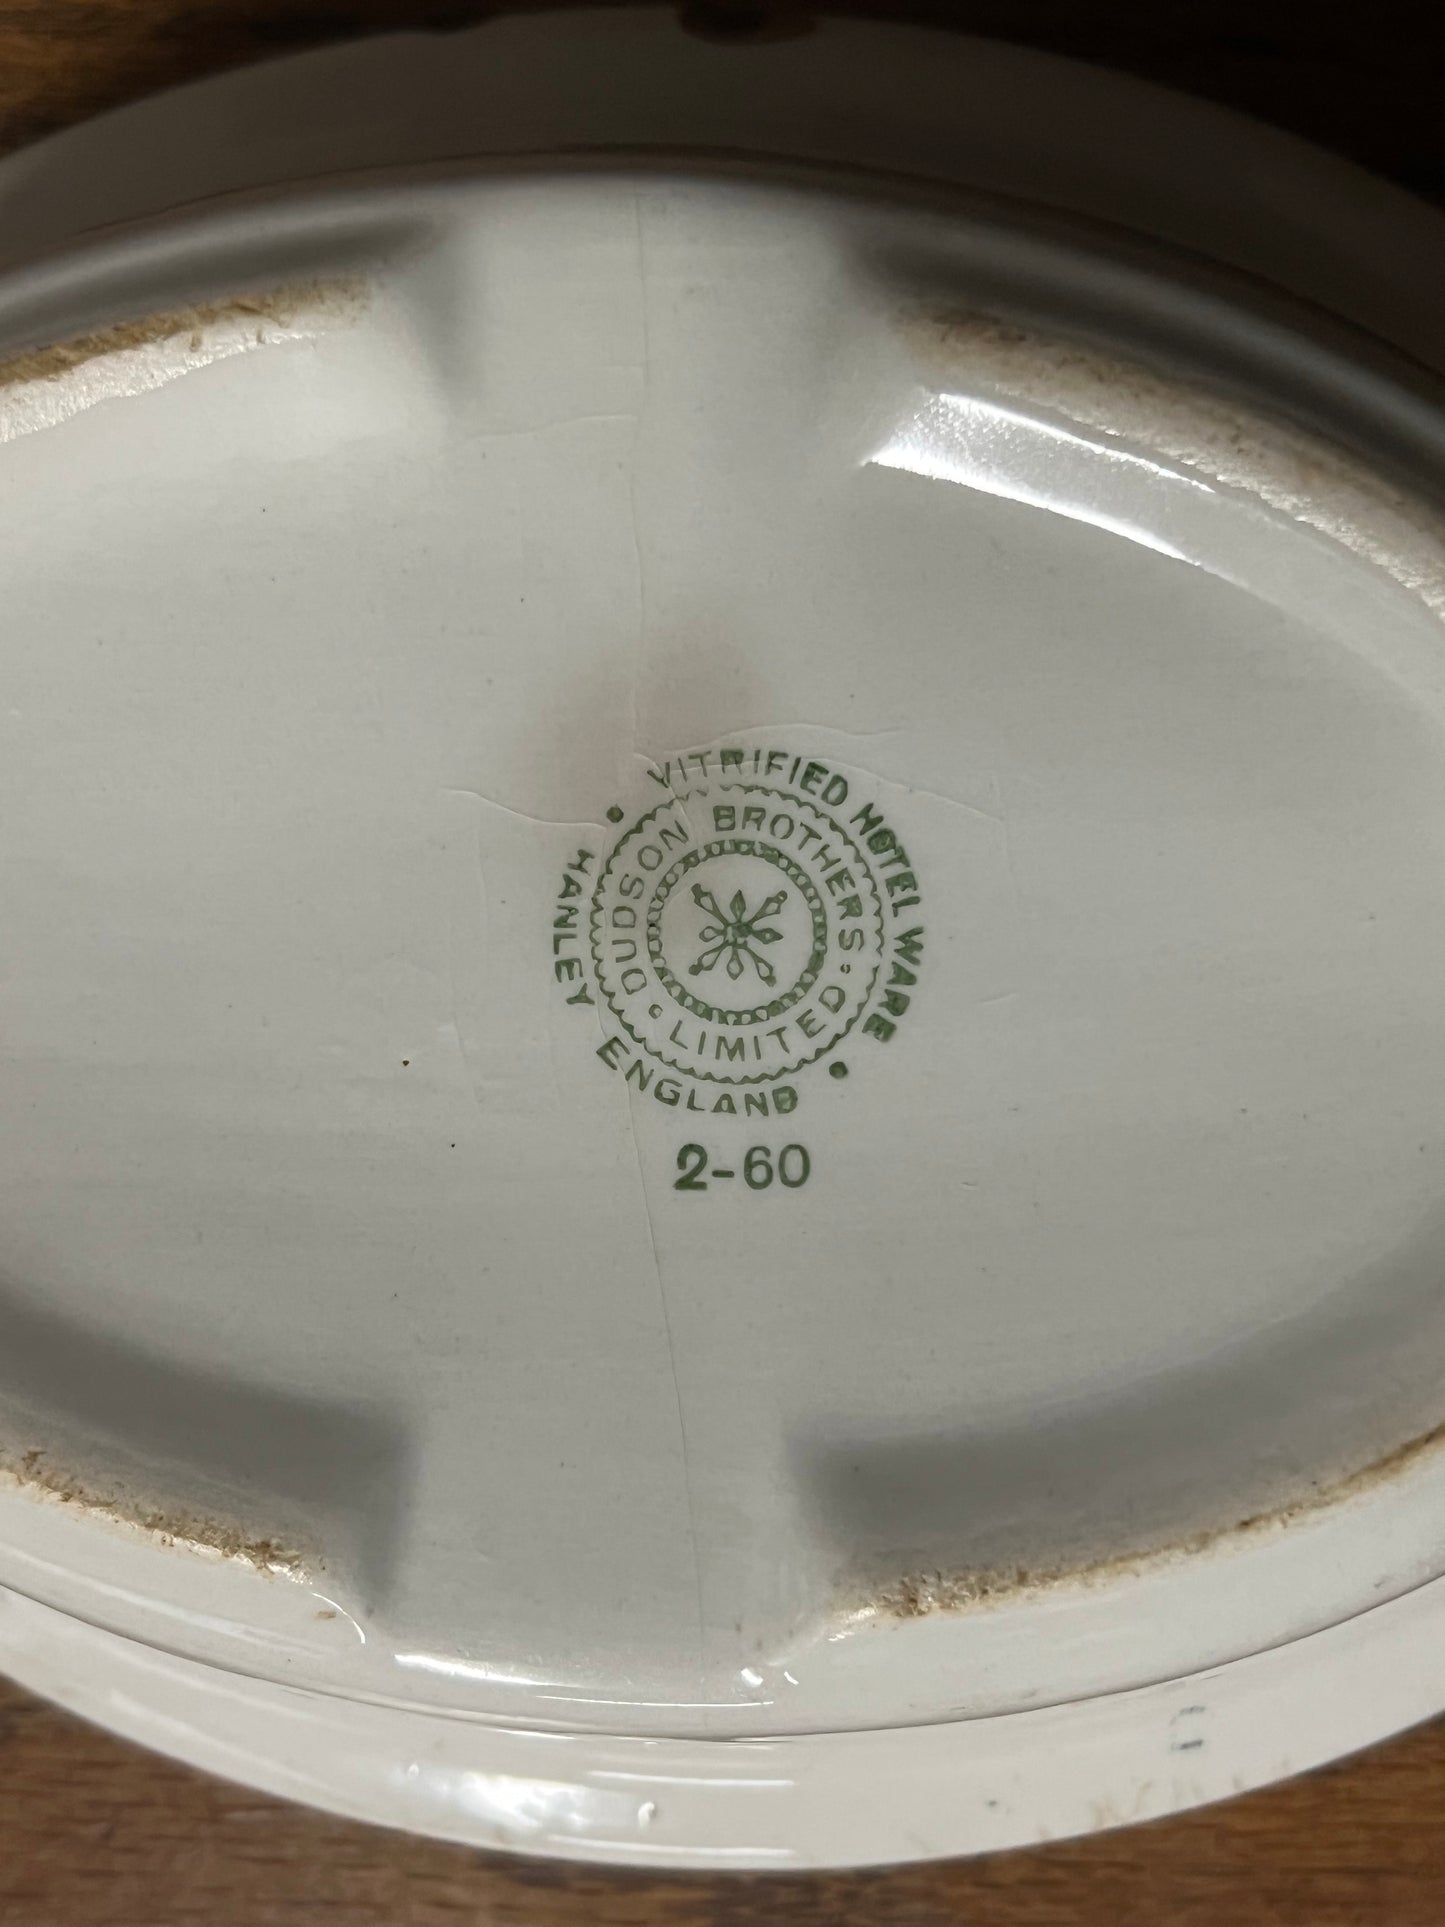 VITRIFIED HOTEL WARE
HANLEY ENGLAND
DUDSON BROTHERS
LIMITED
2-60